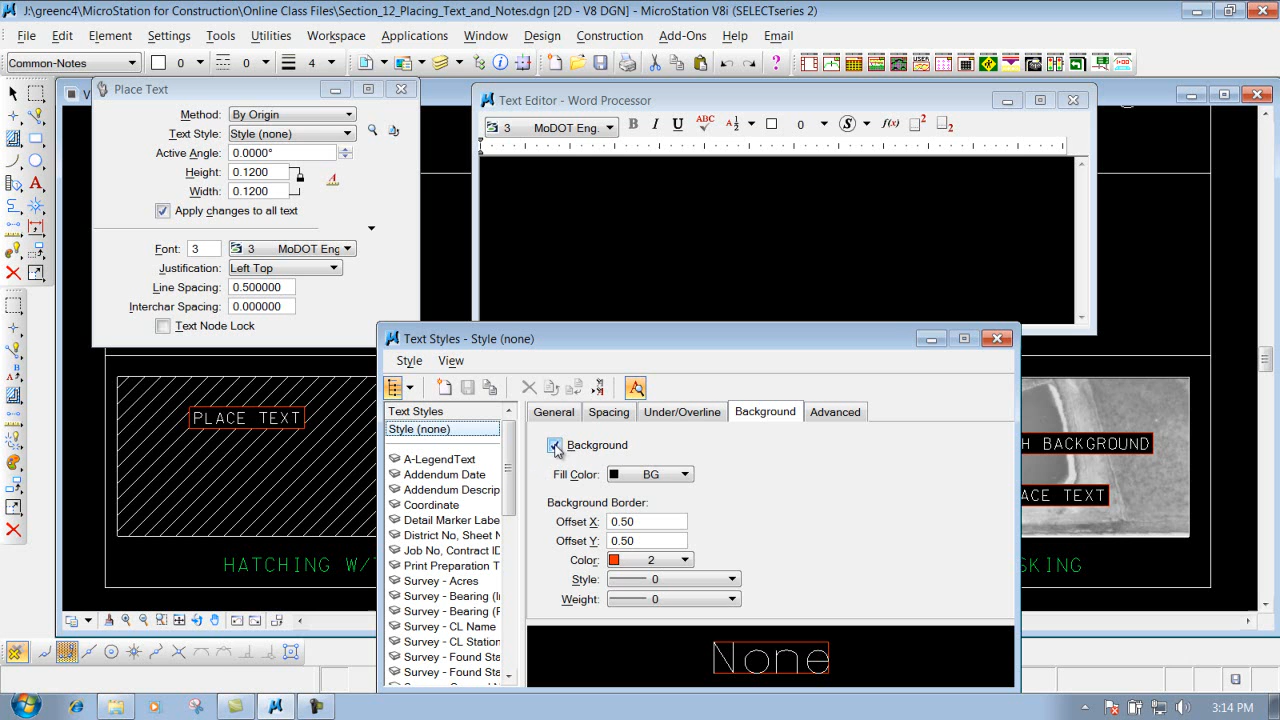 J:\greenc4\MicroStation for Construction\Online Class Files\Section_12_Placing_Text_and_Notes.dgn [2D - V8 DGN] - MicroStation V8i (SELECTseries 2)
File Edit Element Settings Tools Utilities Workspace Applications Window Design Construction Add-Ons Help Email
Common-Notes 0 0 1
Place Text
Method: By Origin
Text Style: Style (none)
Active Angle: 0.0000°
Height: 0.1200
Width: 0.1200
Apply changes to all text
Font: 3 3 MoDOT Eng
Justification: Left Top
Line Spacing: 0.500000
Interchar Spacing: 0.000000
Text Node Lock
Text Editor - Word Processor
3 MoDOT Eng. B I U ABC 0 S f(x)
Text Styles - Style (none)
Style View
Text Styles
Style (none)
A-LegendText
Addendum Date
Addendum Descrip
Coordinate
Detail Marker Labe
District No, Sheet N
Job No, Contract ID
Print Preparation T
Survey - Acres
Survey - Bearing (I
Survey - Bearing (
Survey - CL Name
Survey - CL Station
Survey - Found Sta
Survey - Found Sta
General Spacing Under/Overline Background Advanced
Background
Fill Color: BG
Background Border:
Offset X: 0.50
Offset Y: 0.50
Color: 2
Style: 0
Weight: 0
None
PLACE TEXT
HATCHING W/T
H BACKGROUND
ACE TEXT
SKING
3:14 PM